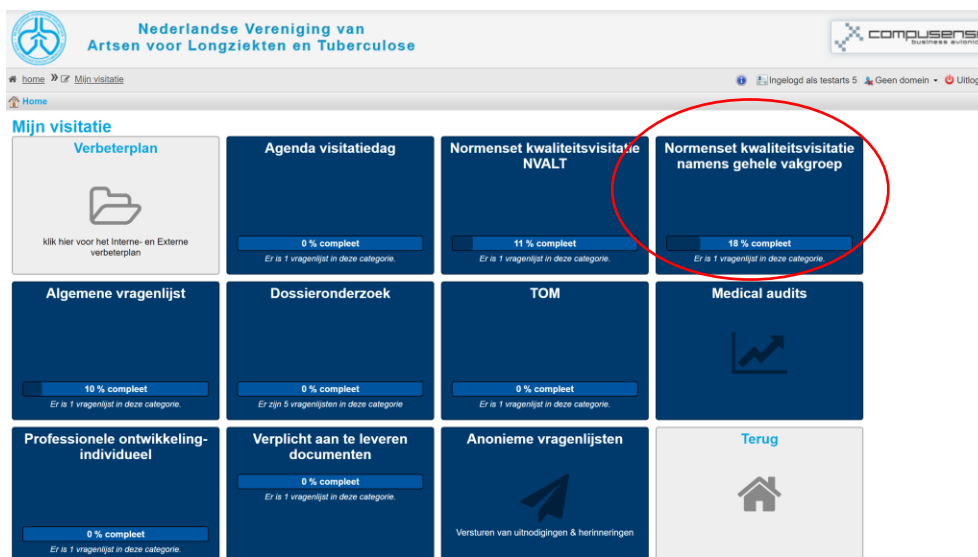 Nederlandse Vereniging van
Artsen voor Longziekten en Tuberculose
compusense
business avionics
home » Mijn visitatie
Ingelogd als testarts 5 Geen domein Uitlog
Home
Mijn visitatie
Verbeterplan
klik hier voor het Interne- en Externe
verbeterplan
Agenda visitatiedag
0 % compleet
Er is 1 vragenlijst in deze categorie.
Normenset kwaliteitsvisitatie
NVALT
11 % compleet
Er is 1 vragenlijst in deze categorie.
Normenset kwaliteitsvisitatie
namens gehele vakgroep
18 % compleet
Er is 1 vragenlijst in deze categorie.
Algemene vragenlijst
10 % compleet
Er is 1 vragenlijst in deze categorie.
Dossieronderzoek
0 % compleet
Er zijn 5 vragenlijsten in deze categorie
TOM
0 % compleet
Er is 1 vragenlijst in deze categorie.
Medical audits
Professionele ontwikkeling-
individueel
0 % compleet
Er is 1 vragenlijst in deze categorie.
Verplicht aan te leveren
documenten
0 % compleet
Er is 1 vragenlijst in deze categorie.
Anonieme vragenlijsten
Versturen van uitnodigingen & herinneringen
Terug